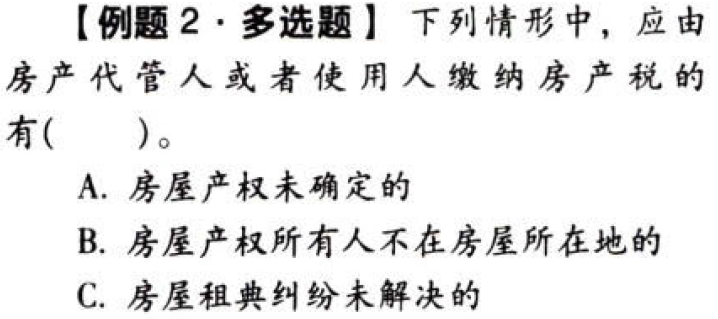 【例题 2·多选题】 下列情形中，应由
房产代管人或者使用人缴纳房产税的
有(　　)。
A. 房屋产权未确定的
B. 房屋产权所有人不在房屋所在地的
C. 房屋租典纠纷未解决的